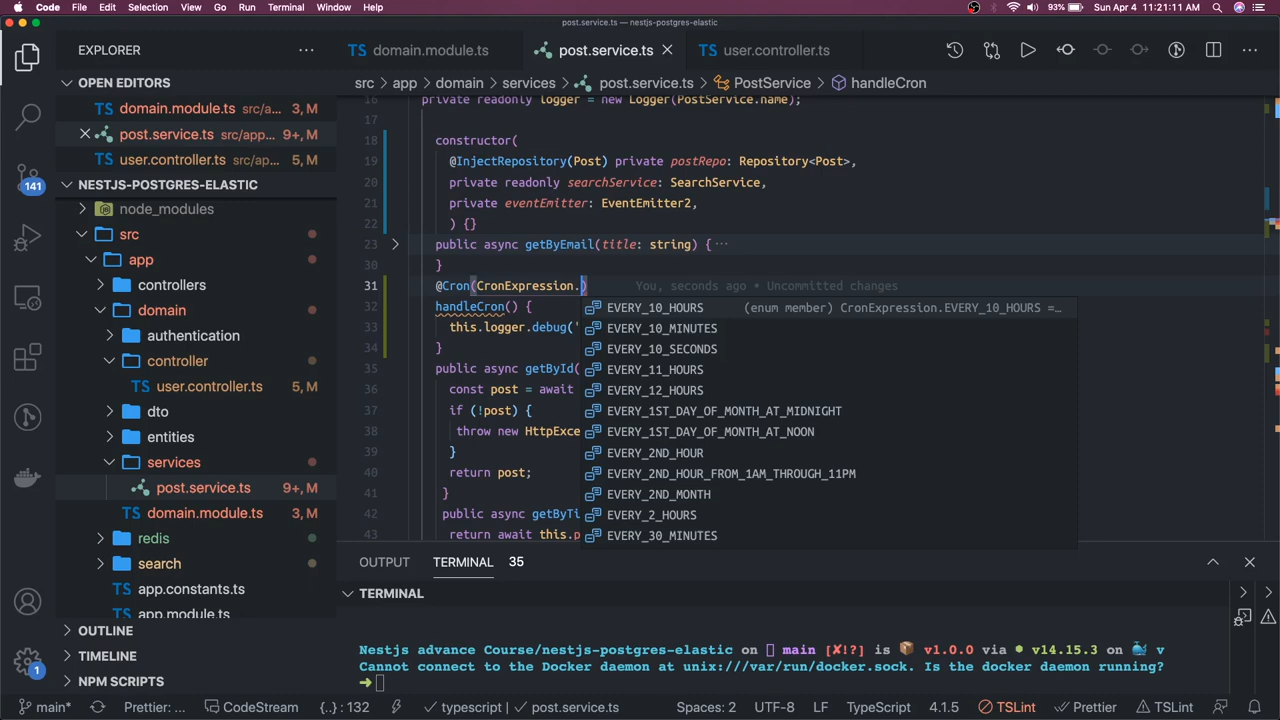 Code File Edit Selection View Go Run Terminal Window Help 93% Sun Apr 4 11:21:11 AM
post.service.ts — nestjs-postgres-elastic
EXPLORER
domain.module.ts post.service.ts user.controller.ts
OPEN EDITORS
domain.module.ts src/a... 3, M
post.service.ts src/app... 9+, M
user.controller.ts src/app... 5, M
NESTJS-POSTGRES-ELASTIC
node_modules
src
app
controllers
domain
authentication
controller
user.controller.ts 5, M
dto
entities
services
post.service.ts 9+, M
domain.module.ts 3, M
redis
search
app.constants.ts
app.module.ts
OUTLINE
TIMELINE
NPM SCRIPTS
141
1
src > app > domain > services > post.service.ts > PostService > handleCron
16 private readonly logger = new Logger(PostService.name);
17
18 constructor(
19 @InjectRepository(Post) private postRepo: Repository<Post>,
20 private readonly searchService: SearchService,
21 private eventEmitter: EventEmitter2,
22 ) {}
23 public async getByEmail(title: string) { ...
30 }
31 @Cron(CronExpression.) You, seconds ago • Uncommitted changes
32 handleCron() {
33 this.logger.debug('
34 }
35 public async getById(
36 const post = await
37 if (!post) {
38 throw new HttpExce
39 }
40 return post;
41 }
42 public async getByTi
43 return await this.p
EVERY_10_HOURS (enum member) CronExpression.EVERY_10_HOURS =...
EVERY_10_MINUTES
EVERY_10_SECONDS
EVERY_11_HOURS
EVERY_12_HOURS
EVERY_1ST_DAY_OF_MONTH_AT_MIDNIGHT
EVERY_1ST_DAY_OF_MONTH_AT_NOON
EVERY_2ND_HOUR
EVERY_2ND_HOUR_FROM_1AM_THROUGH_11PM
EVERY_2ND_MONTH
EVERY_2_HOURS
EVERY_30_MINUTES
OUTPUT TERMINAL 35
TERMINAL
Nestjs advance Course/nestjs-postgres-elastic on main [✘!?] is v1.0.0 via v14.15.3 on v
Cannot connect to the Docker daemon at unix:///var/run/docker.sock. Is the docker daemon running?
➜
main* Prettier: ... CodeStream {..} : 132 typescript | post.service.ts Spaces: 2 UTF-8 LF TypeScript 4.1.5 TSLint Prettier TSLint